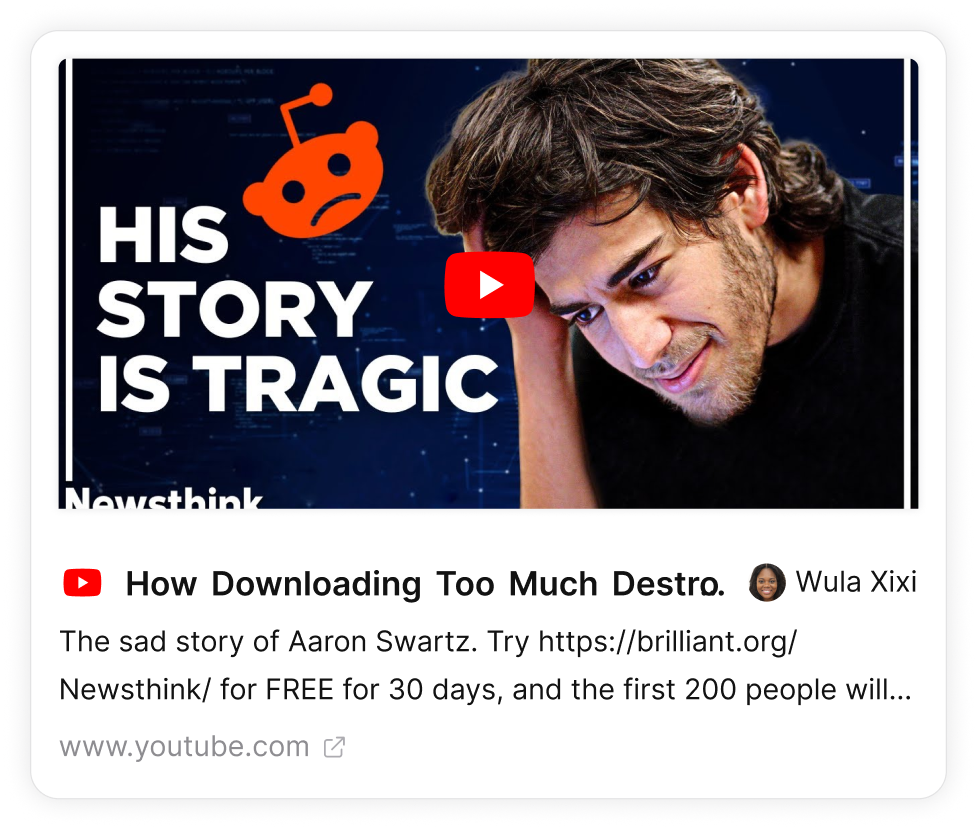 HIS
STORY
IS TRAGIC
Newsthink
How Downloading Too Much Destro..
Wula Xixi
The sad story of Aaron Swartz. Try https://brilliant.org/
Newsthink/ for FREE for 30 days, and the first 200 people will...
www.youtube.com